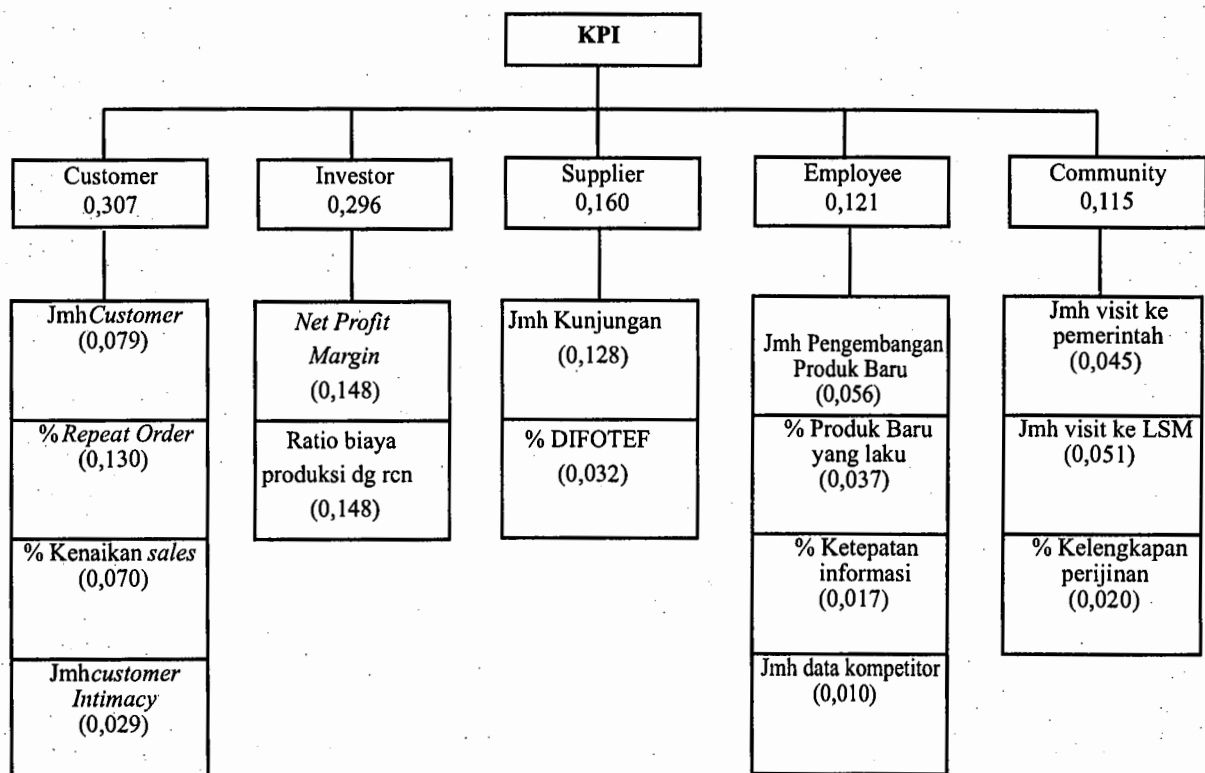 KPI
Customer
0,307
Investor
0,296
Supplier
0,160
Employee
0,121
Community
0,115
Jmh Customer
(0,079)
% Repeat Order
(0,130)
% Kenaikan sales
(0,070)
Jmhcustomer
Intimacy
(0,029)
Net Profit
Margin
(0,148)
Ratio biaya
produksi dg rcn
(0,148)
Jmh Kunjungan
(0,128)
% DIFOTEF
(0,032)
Jmh Pengembangan
Produk Baru
(0,056)
% Produk Baru
yang laku
(0,037)
% Ketepatan
informasi
(0,017)
Jmh data kompetitor
(0,010)
Jmh visit ke
pemerintah
(0,045)
Jmh visit ke LSM
(0,051)
% Kelengkapan
perijinan
(0,020)